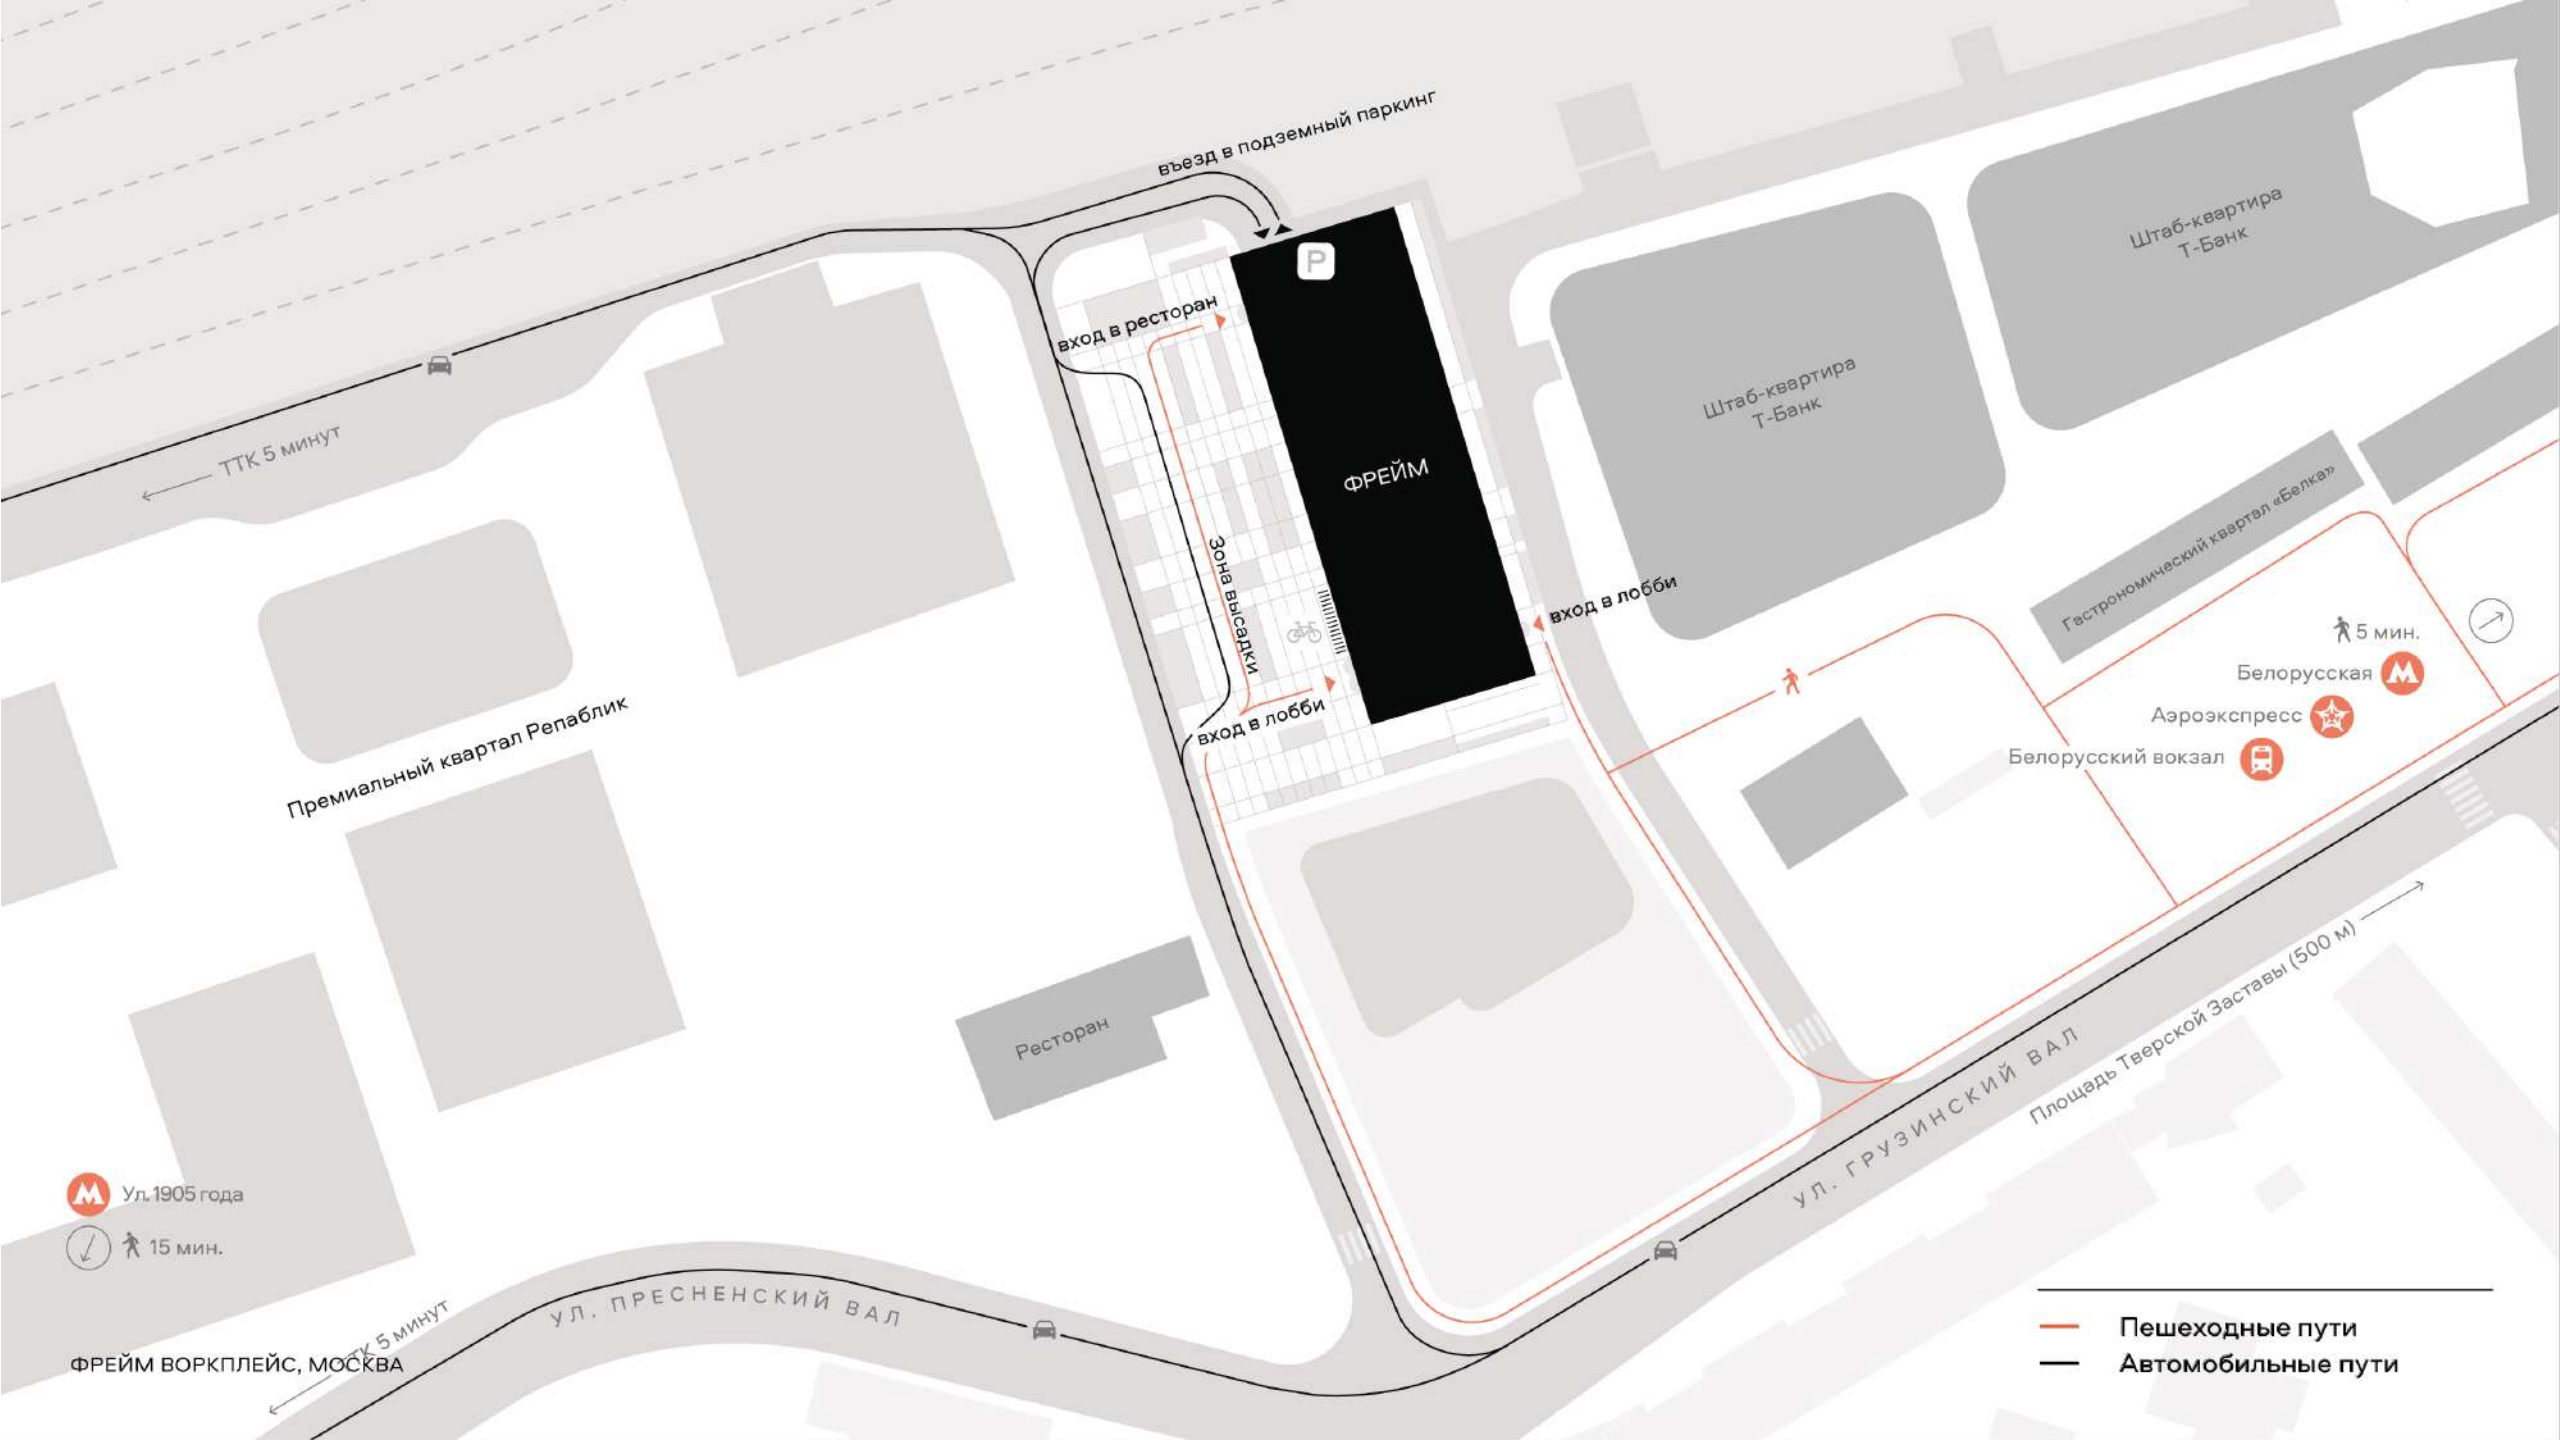 въезд в подземный паркинг
P
Штаб-квартира
Т-Банк
Штаб-квартира
Т-Банк
вход в ресторан
ТТК 5 минут
ФРЕЙМ
Гастрономический квартал «Белка»
Зона высадки
вход в лобби
5 мин.
Белорусская
Аэроэкспресс
Белорусский вокзал
вход в лобби
Премиальный квартал Репаблик
Ресторан
Площадь Тверской Заставы (500 м)
УЛ. ГРУЗИНСКИЙ ВАЛ
Ул. 1905 года
15 мин.
УЛ. ПРЕСНЕНСКИЙ ВАЛ
ТТК 5 минут
ФРЕЙМ ВОРКПЛЕЙС, МОСКВА
Пешеходные пути
Автомобильные пути